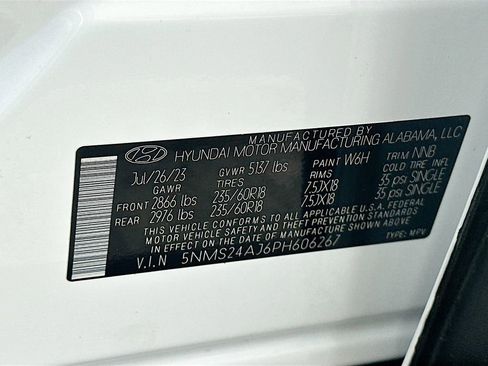 MANUFACTURED BY
HYUNDAI MOTOR MANUFACTURING ALABAMA, LLC
Jul/26/23 GVWR 5137 lbs PAINT W6H TRIM NNB
GAWR TIRES RIMS COLD TIRE INFL
FRONT 2866 lbs 235/60R18 7.5JX18 35 psi SINGLE
REAR 2976 lbs 235/60R18 7.5JX18 35 psi SINGLE
THIS VEHICLE CONFORMS TO ALL APPLICABLE U.S.A. FEDERAL
MOTOR VEHICLE SAFETY AND THEFT PREVENTION STANDARDS
IN EFFECT ON THE DATE OF MANUFACTURE SHOWN ABOVE.
V.I.N 5NMS24AJ6PH606267 TYPE: MPV